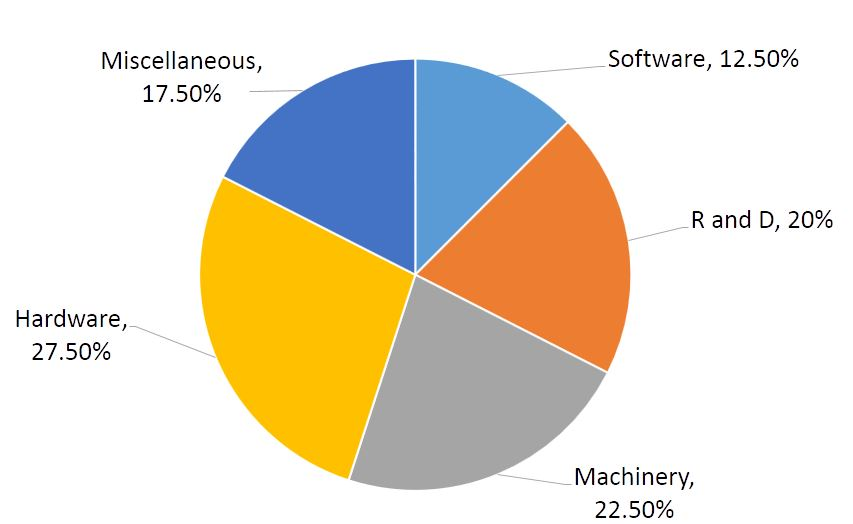 Miscellaneous,
17.50%
Software, 12.50%
R and D, 20%
Hardware,
27.50%
Machinery,
22.50%